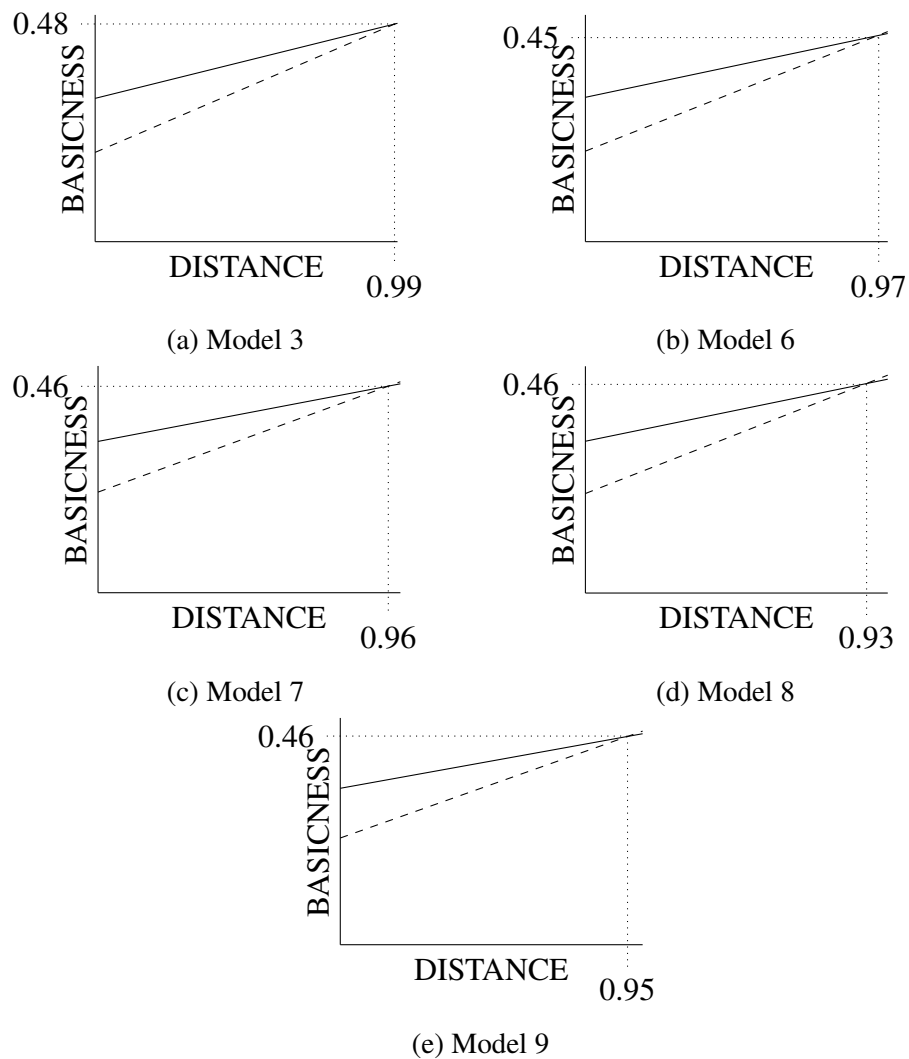 0.48
BASICNESS
DISTANCE
0.99
(a) Model 3
0.45
BASICNESS
DISTANCE
0.97
(b) Model 6
0.46
BASICNESS
DISTANCE
0.96
(c) Model 7
0.46
BASICNESS
DISTANCE
0.93
(d) Model 8
0.46
BASICNESS
DISTANCE
0.95
(e) Model 9